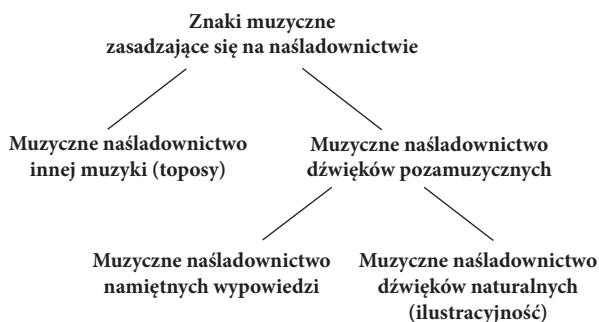 Znaki muzyczne
zasadzające się na naśladownictwie
Muzyczne naśladownictwo
innej muzyki (toposy)
Muzyczne naśladownictwo
dźwięków pozamuzycznych
Muzyczne naśladownictwo
namiętnych wypowiedzi
Muzyczne naśladownictwo
dźwięków naturalnych
(ilustracyjność)